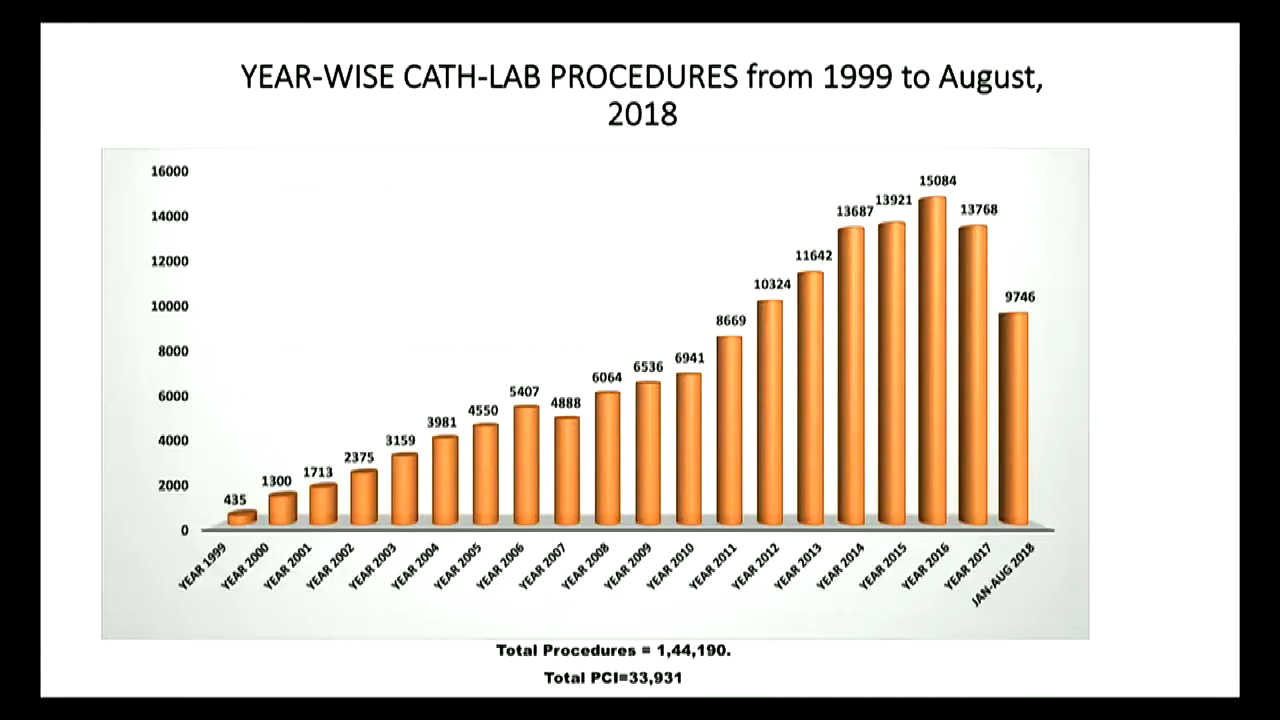 YEAR-WISE CATH-LAB PROCEDURES from 1999 to August,
2018
16000
14000
12000
10000
8000
6000
4000
2000
0
435
1300
1713
2375
3159
3981
4550
5407
4888
6064
6536
6941
8669
10324
11642
13687
13921
15084
13768
9746
YEAR 1999
YEAR 2000
YEAR 2001
YEAR 2002
YEAR 2003
YEAR 2004
YEAR 2005
YEAR 2006
YEAR 2007
YEAR 2008
YEAR 2009
YEAR 2010
YEAR 2011
YEAR 2012
YEAR 2013
YEAR 2014
YEAR 2015
YEAR 2016
YEAR 2017
JAN-AUG 2018
Total Procedures = 1,44,190.
Total PCI=33,931